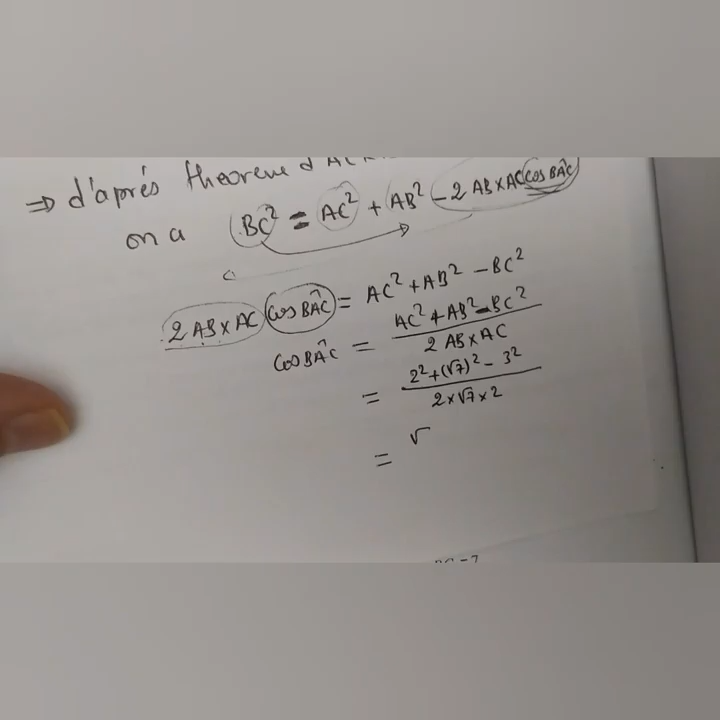 ⇒ d'aprés theoreme d'
on a BC² = AC² + AB² - 2 AB×AC cos BÂC
2 AB×AC cos BÂC = AC² + AB² - BC²
cos BÂC = AC² + AB² - BC² / 2 AB×AC
= 2² + (√7)² - 3² / 2×√7×2
= √